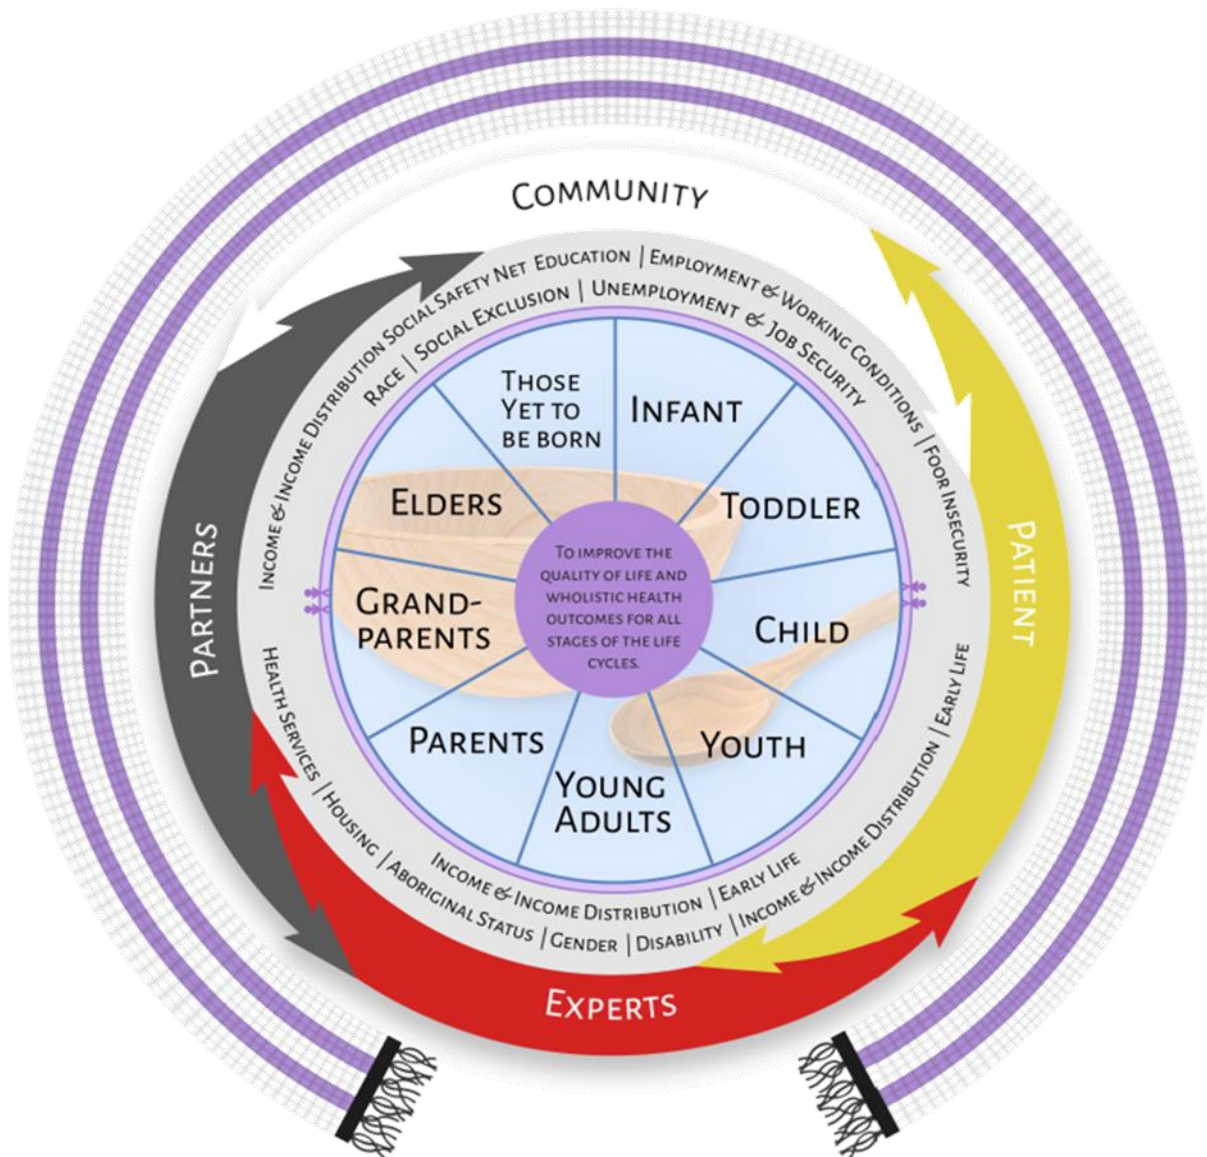 COMMUNITY
INCOME & INCOME DISTRIBUTION SOCIAL SAFETY NET EDUCATION | EMPLOYMENT & WORKING CONDITIONS | FOOR INSECURITY
RACE | SOCIAL EXCLUSION | UNEMPLOYMENT & JOB SECURITY
THOSE
YET TO
BE BORN
INFANT
ELDERS
TODDLER
PARTNERS
PATIENT
TO IMPROVE THE
QUALITY OF LIFE AND
WHOLISTIC HEALTH
OUTCOMES FOR ALL
STAGES OF THE LIFE
CYCLES.
GRAND-
PARENTS
CHILD
PARENTS
YOUTH
YOUNG
ADULTS
INCOME & INCOME DISTRIBUTION | EARLY LIFE
HEALTH SERVICES | HOUSING | ABORIGINAL STATUS | GENDER | DISABILITY | INCOME & INCOME DISTRIBUTION | EARLY LIFE
EXPERTS